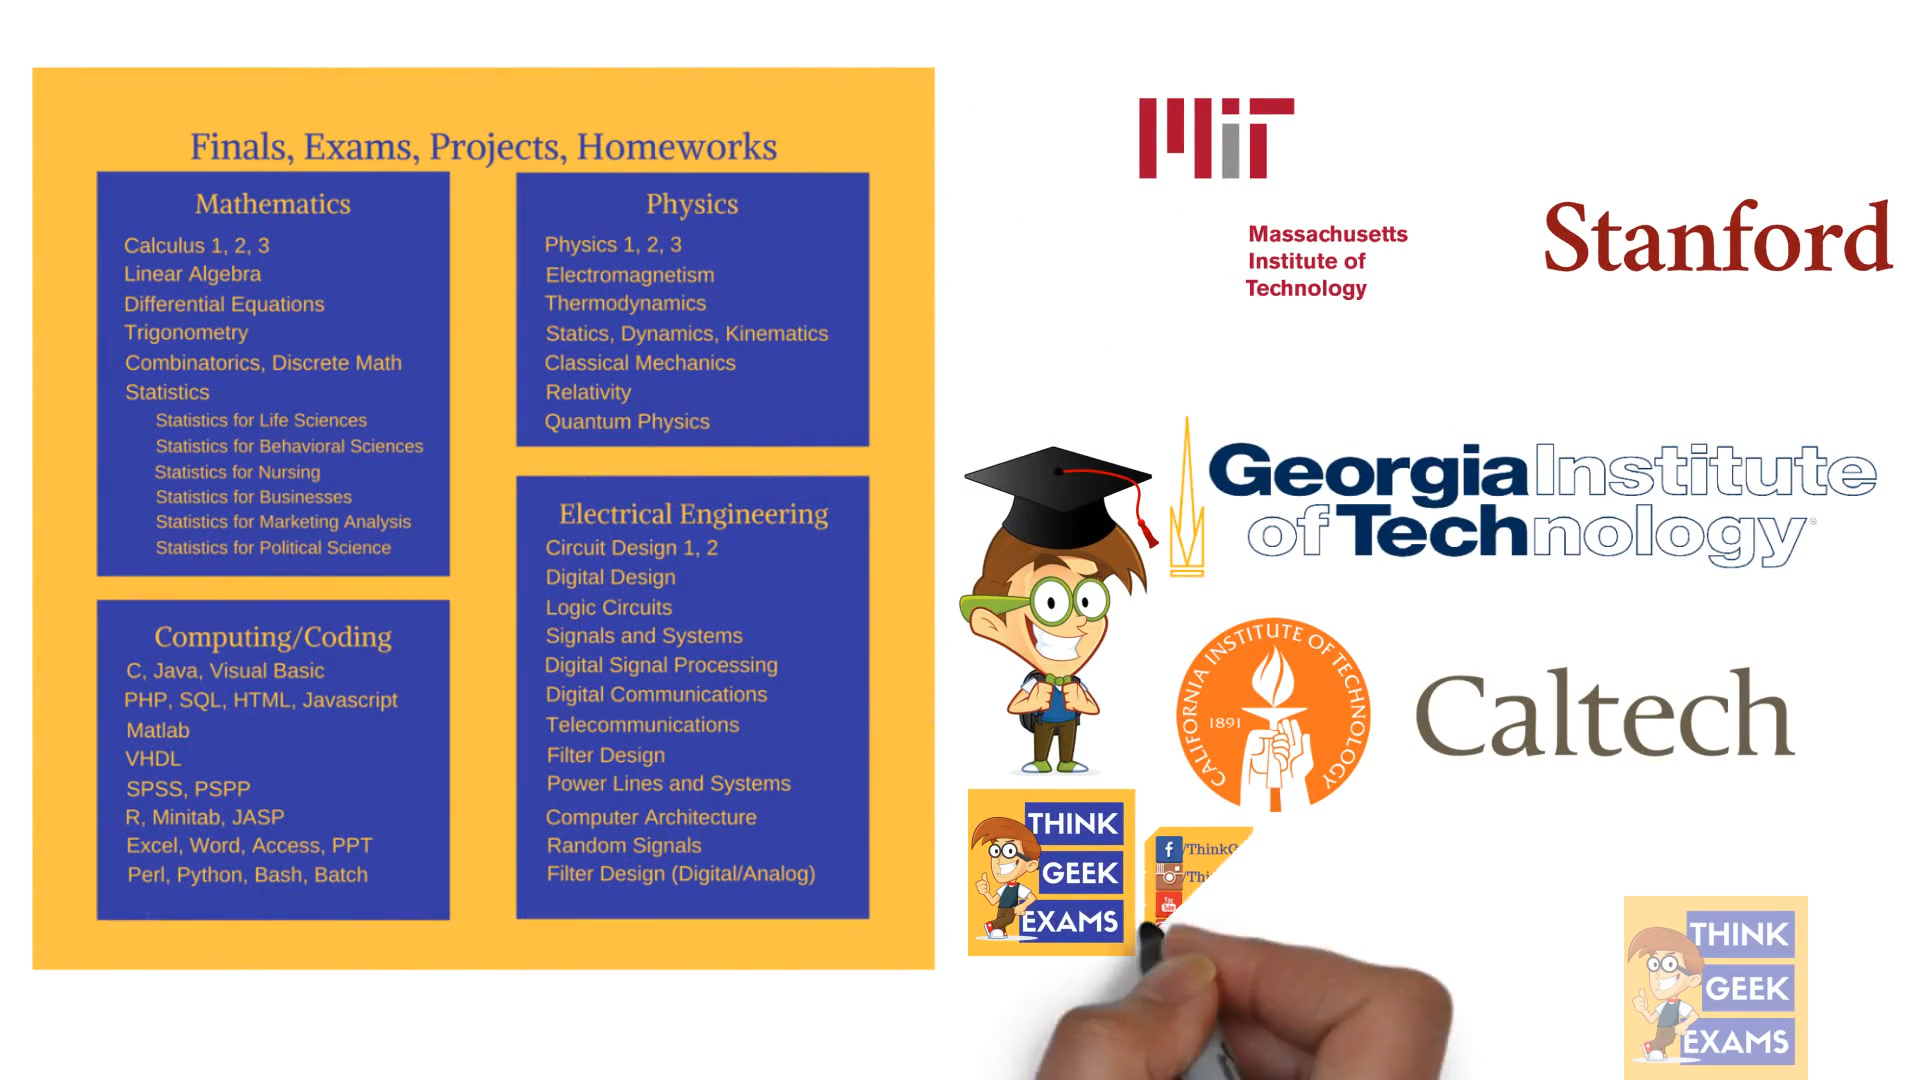 Finals, Exams, Projects, Homeworks
Mathematics
Calculus 1, 2, 3
Linear Algebra
Differential Equations
Trigonometry
Combinatorics, Discrete Math
Statistics
Statistics for Life Sciences
Statistics for Behavioral Sciences
Statistics for Nursing
Statistics for Businesses
Statistics for Marketing Analysis
Statistics for Political Science
Computing/Coding
C, Java, Visual Basic
PHP, SQL, HTML, Javascript
Matlab
VHDL
SPSS, PSPP
R, Minitab, JASP
Excel, Word, Access, PPT
Perl, Python, Bash, Batch
Physics
Physics 1, 2, 3
Electromagnetism
Thermodynamics
Statics, Dynamics, Kinematics
Classical Mechanics
Relativity
Quantum Physics
Electrical Engineering
Circuit Design 1, 2
Digital Design
Logic Circuits
Signals and Systems
Digital Signal Processing
Digital Communications
Telecommunications
Filter Design
Power Lines and Systems
Computer Architecture
Random Signals
Filter Design (Digital/Analog)
MIT
Massachusetts
Institute of
Technology
Stanford
Georgia Institute
of Technology
CALIFORNIA INSTITUTE OF TECHNOLOGY
1891
Caltech
THINK
GEEK
EXAMS
f
You
Tube
THINK
GEEK
EXAMS